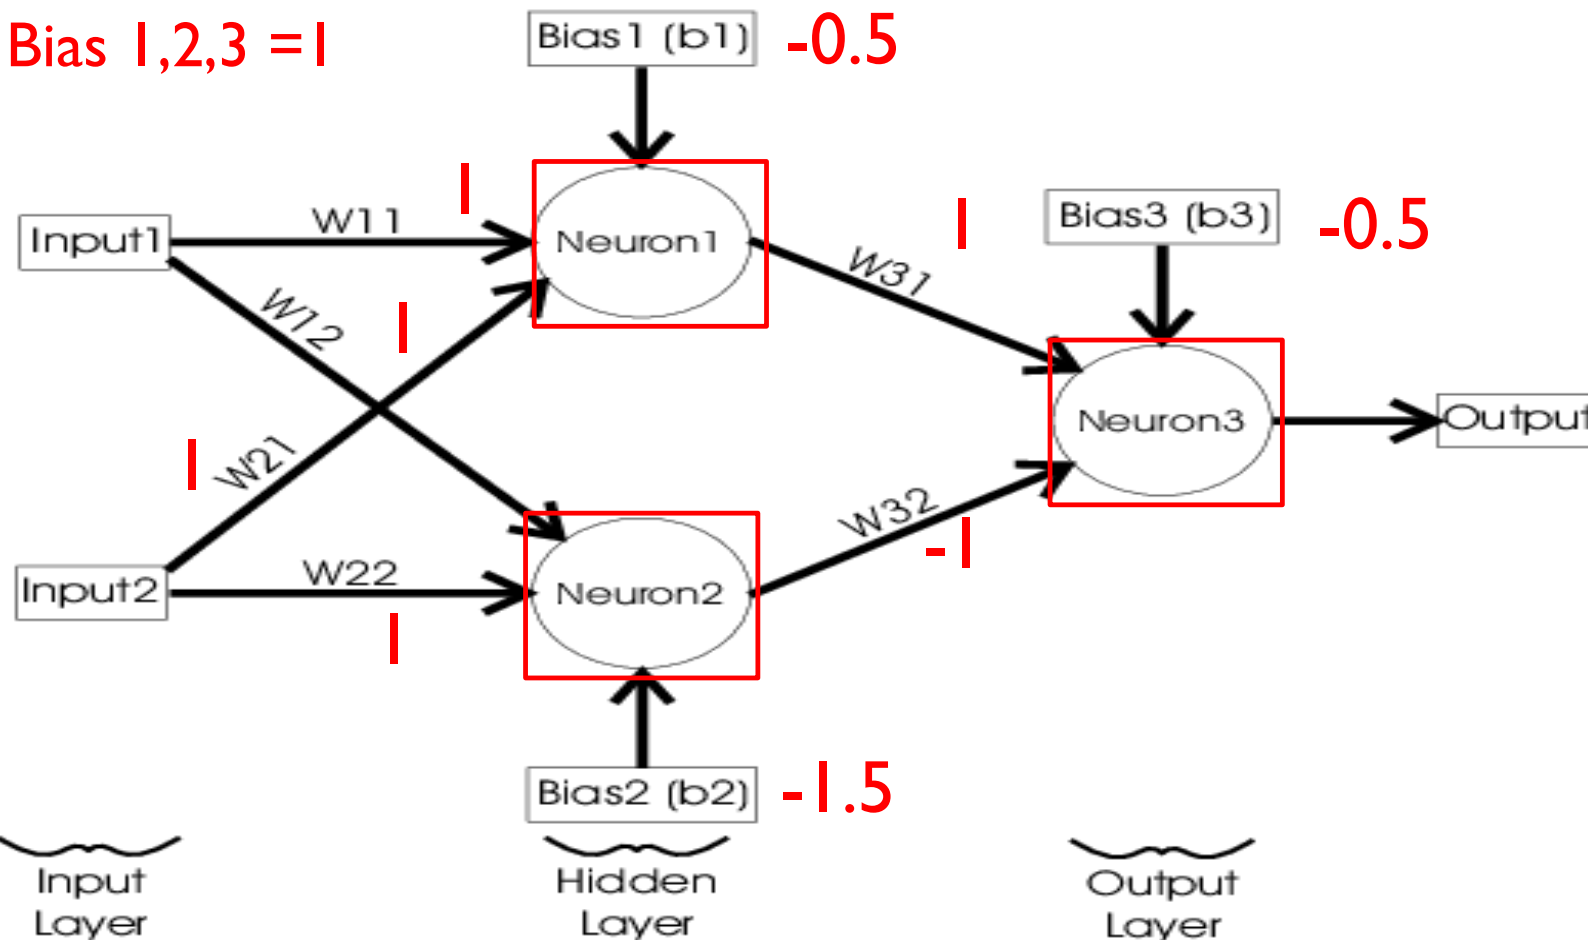 Bias 1,2,3 =1
Bias1 (b1)
-0.5
1
W11
Input1
Neuron1
1
Bias3 (b3)
-0.5
W31
W12
1
Neuron3
Output
1
W21
W32
-1
W22
Input2
Neuron2
1
Bias2 (b2)
-1.5
Input
Layer
Hidden
Layer
Output
Layer